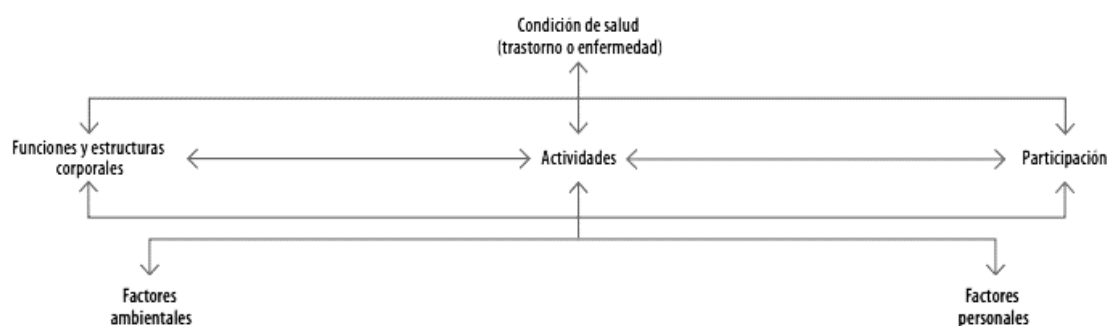 Condición de salud
(trastorno o enfermedad)
Funciones y estructuras
corporales
Actividades
Participación
Factores
ambientales
Factores
personales